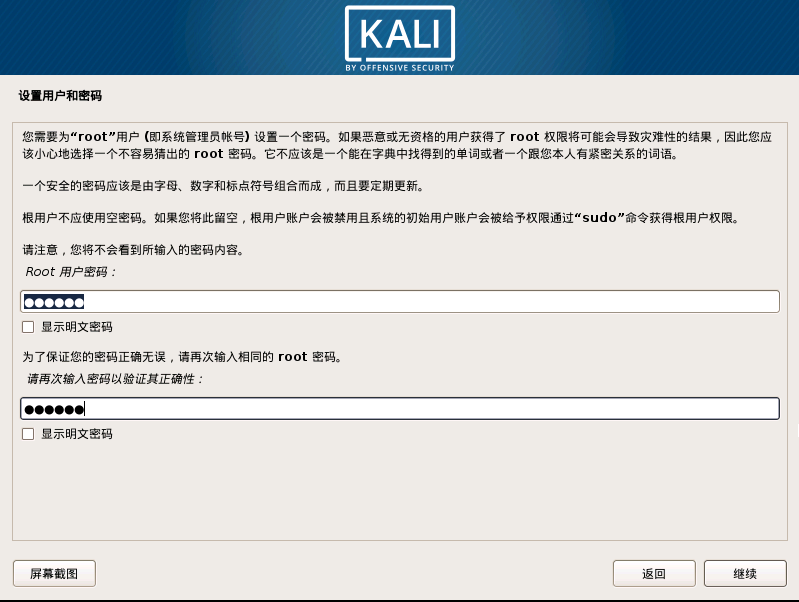 KALI
BY OFFENSIVE SECURITY
设置用户和密码
您需要为“root”用户 (即系统管理员帐号) 设置一个密码。如果恶意或无资格的用户获得了 root 权限将可能会导致灾难性的结果，因此您应
该小心地选择一个不容易猜出的 root 密码。它不应该是一个能在字典中找到的单词或者一个跟您本人有紧密关系的词语。
一个安全的密码应该是由字母、数字和标点符号组合而成，而且要定期更新。
根用户不应使用空密码。如果您将此留空，根用户账户会被禁用且系统的初始用户账户会被给予权限通过“sudo”命令获得根用户权限。
请注意，您将不会看到所输入的密码内容。
Root 用户密码：
●●●●●●
显示明文密码
为了保证您的密码正确无误，请再次输入相同的 root 密码。
请再次输入密码以验证其正确性：
●●●●●●
显示明文密码
屏幕截图
返回
继续